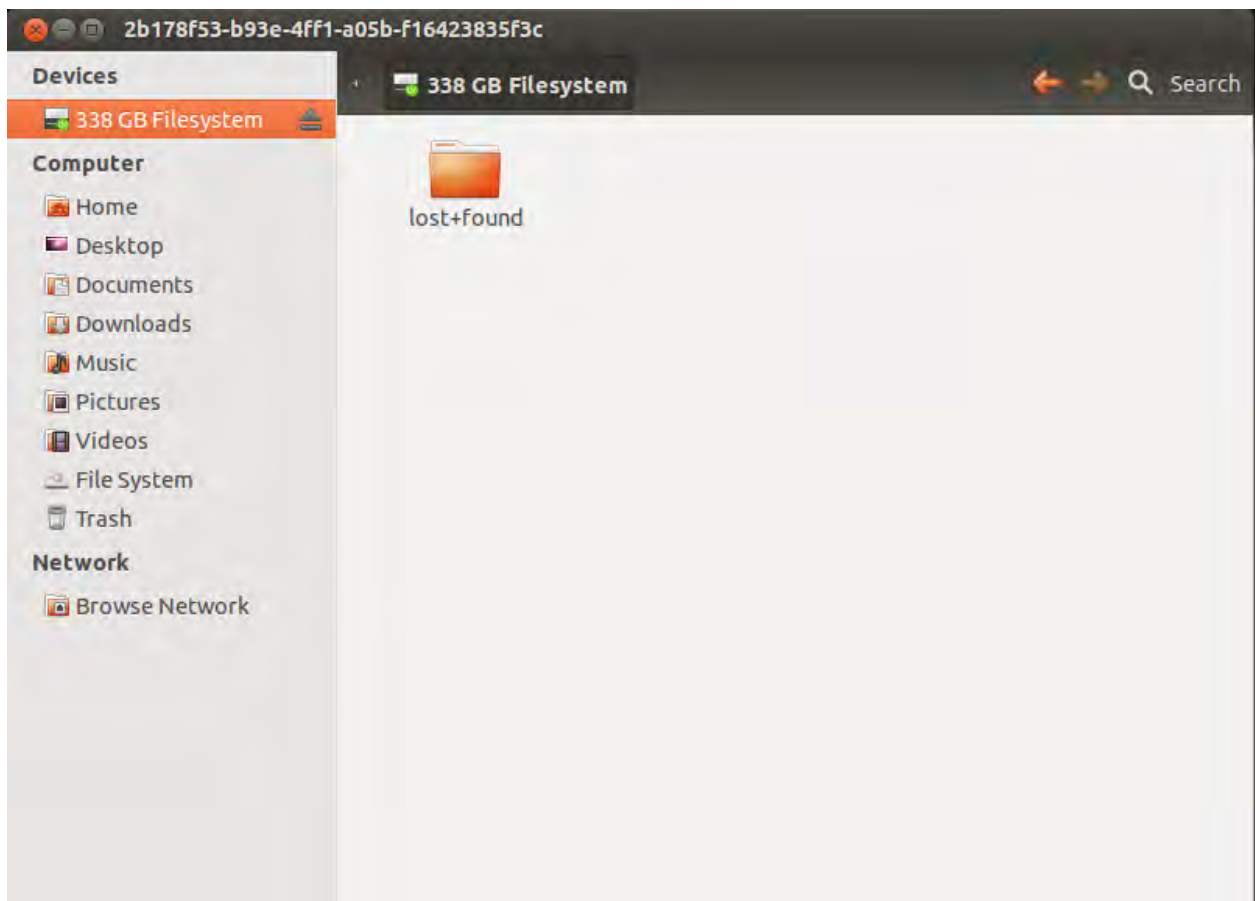 2b178f53-b93e-4ff1-a05b-f16423835f3c
Devices
338 GB Filesystem
Computer
Home
Desktop
Documents
Downloads
Music
Pictures
Videos
File System
Trash
Network
Browse Network
338 GB Filesystem
Search
lost+found